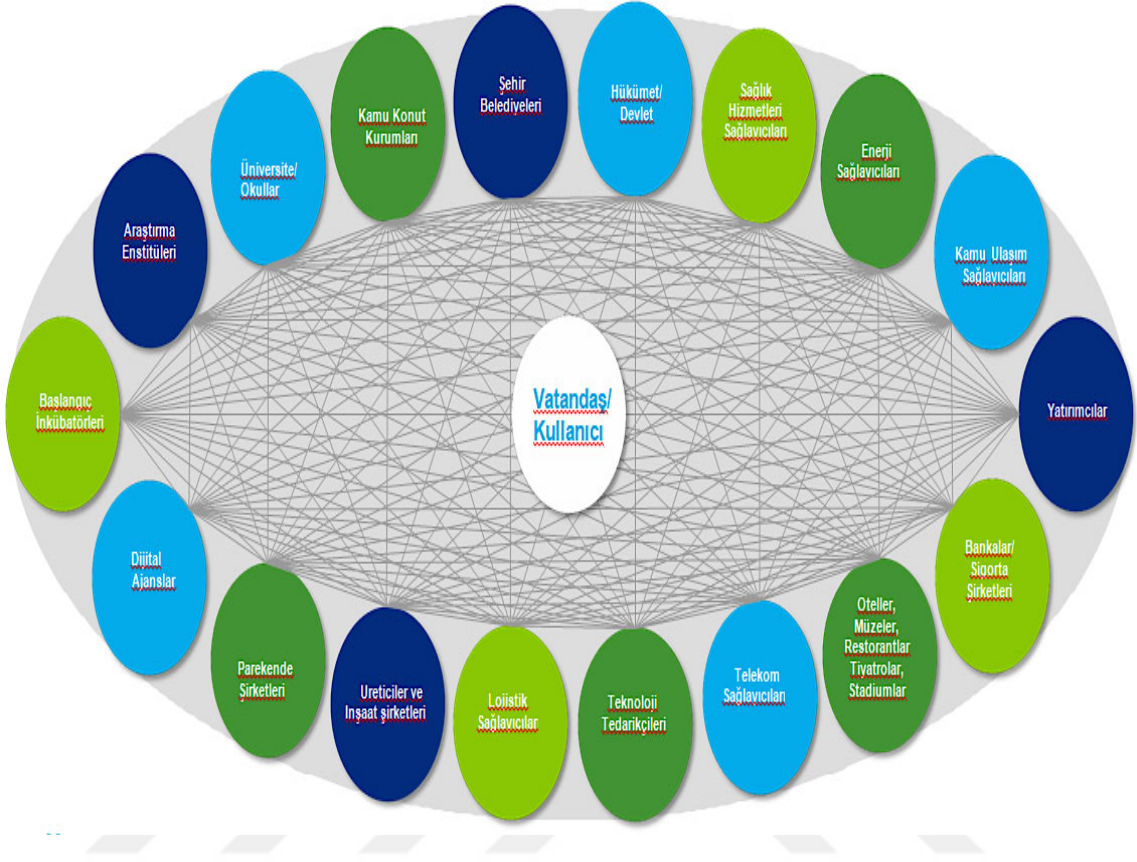 Şehir
Belediyeleri
Hükümet/
Devlet
Sağlık
Hizmetleri
Sağlayıcıları
Enerji
Sağlayıcıları
Kamu Ulaşım
Sağlayıcıları
Yatırımcılar
Bankalar/
Sigorta
Şirketleri
Oteller,
Müzeler,
Restorantlar
Tiyatrolar,
Stadiumlar
Telekom
Sağlayıcıları
Teknoloji
Tedarikçileri
Lojistik
Sağlayıcılar
Ureticiler ve
Inşaat şirketleri
Parekende
Şirketleri
Dijital
Ajanslar
Başlangıç
İnkübatörleri
Araştırma
Enstitüleri
Üniversite/
Okullar
Kamu Konut
Kurumları
Vatandaş/
Kullanıcı